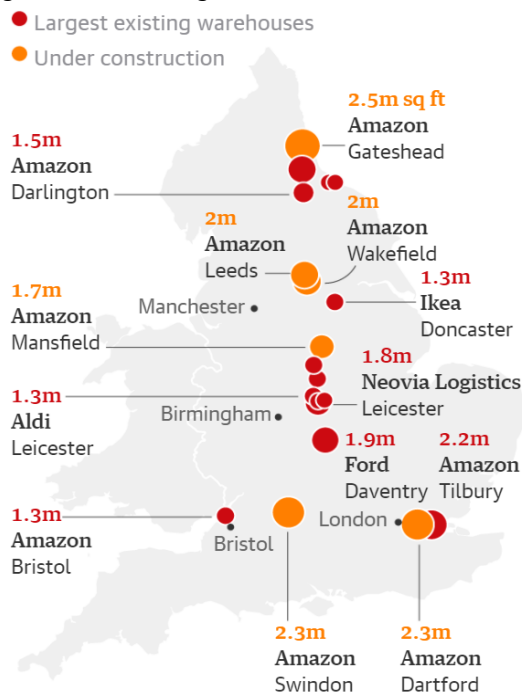 Largest existing warehouses
Under construction
2.5m sq ft
Amazon
Gateshead
1.5m
Amazon
Darlington
2m
Amazon
Leeds
2m
Amazon
Wakefield
1.3m
Ikea
Doncaster
Manchester
1.7m
Amazon
Mansfield
1.8m
Neovia Logistics
Leicester
1.3m
Aldi
Leicester
Birmingham
1.9m
Ford
Daventry
2.2m
Amazon
Tilbury
1.3m
Amazon
Bristol
Bristol
London
2.3m
Amazon
Swindon
2.3m
Amazon
Dartford